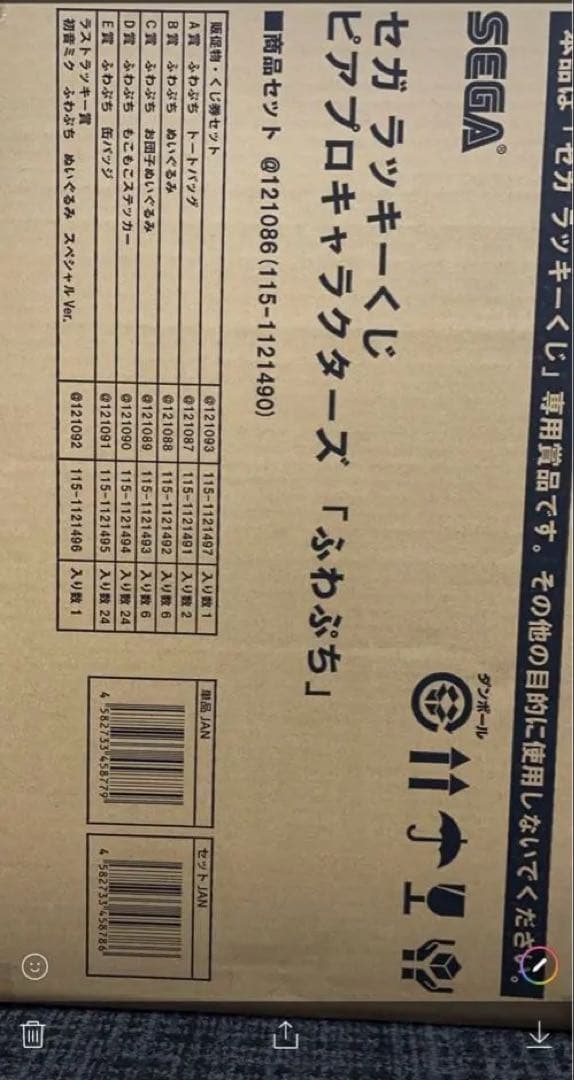 本品は「セガ ラッキーくじ」専用賞品です。その他の目的に使用しないでください。
SEGA®
セガ ラッキーくじ
ピアプロキャラクターズ「ふわぷち」
■商品セット @121086(115-1121490)
販促物・くじ券セット @121093 115-1121497 入り数 1
A賞 ふわぷち トートバッグ @121087 115-1121491 入り数 2
B賞 ふわぷち ぬいぐるみ @121088 115-1121492 入り数 6
C賞 ふわぷち お団子ぬいぐるみ @121089 115-1121493 入り数 6
D賞 ふわぷち もこもこステッカー @121090 115-1121494 入り数 24
E賞 ふわぷち 缶バッジ @121091 115-1121495 入り数 24
ラストラッキー賞
初音ミク ふわぷち ぬいぐるみ スペシャルVer. @121092 115-1121496 入り数 1
ダンボール
単品JAN
4 582733 458779
セットJAN
4 582733 458786